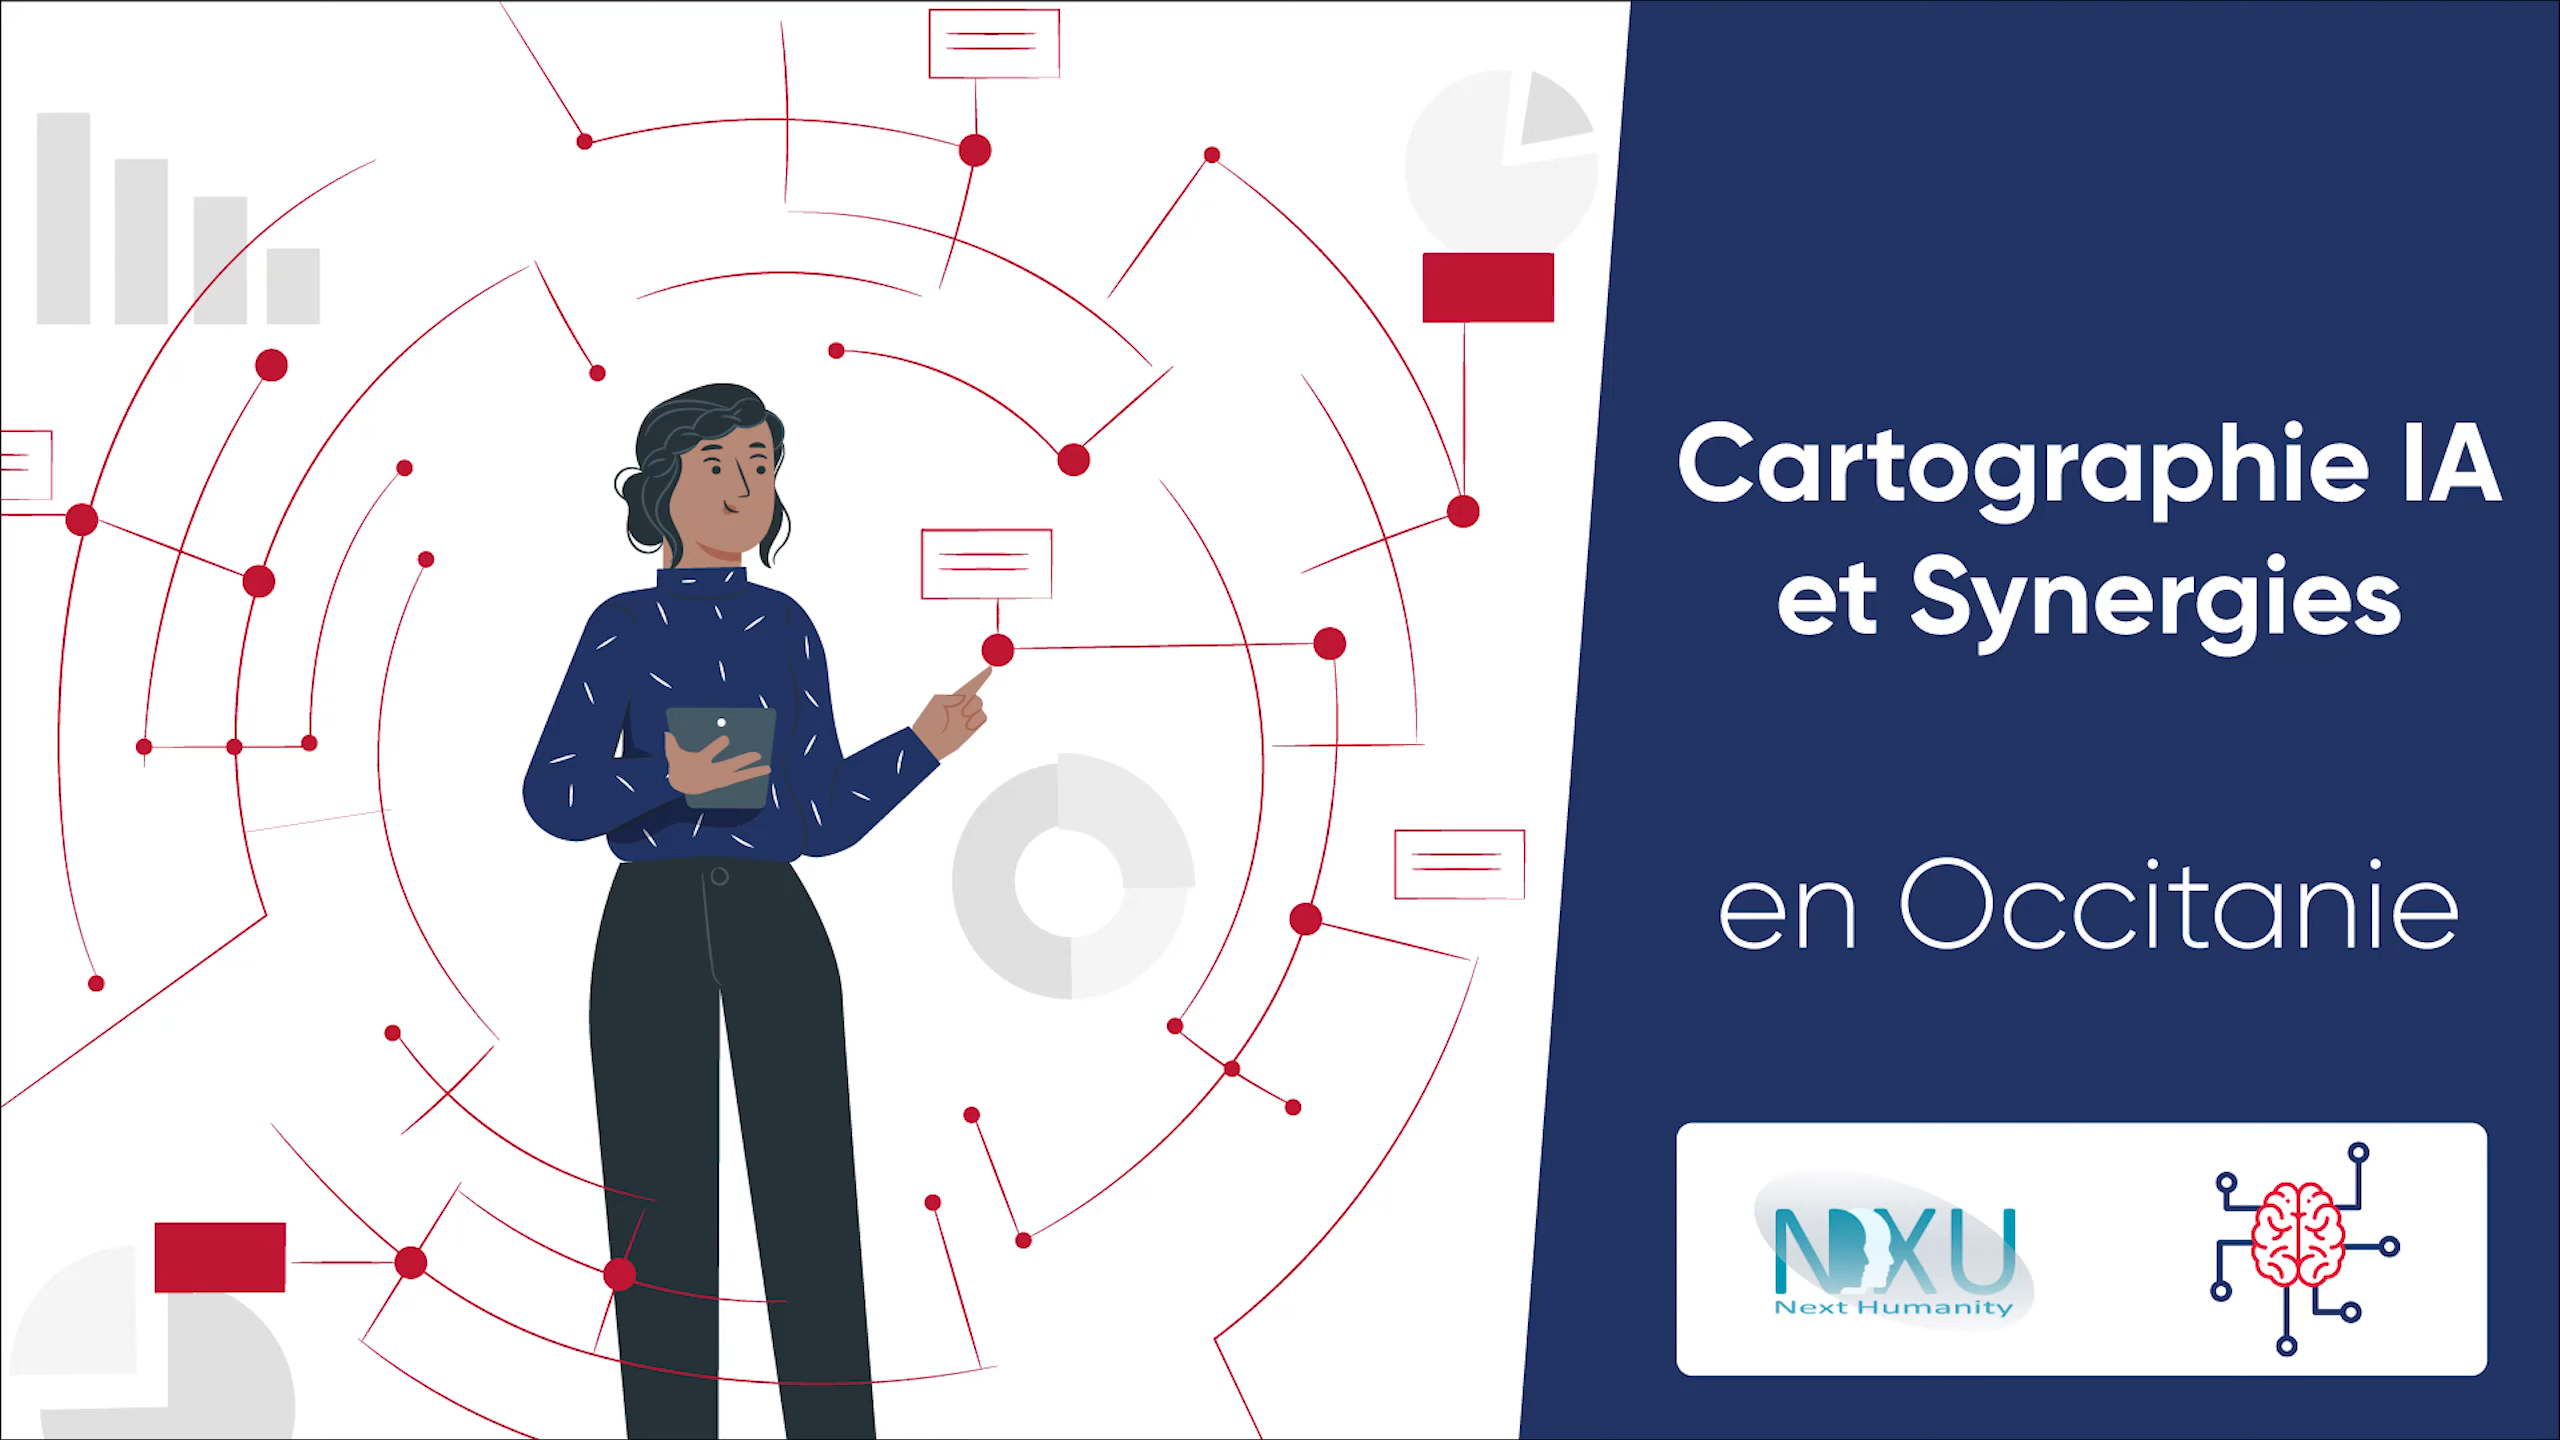 Cartographie IA
et Synergies
en Occitanie
NXU
Next Humanity